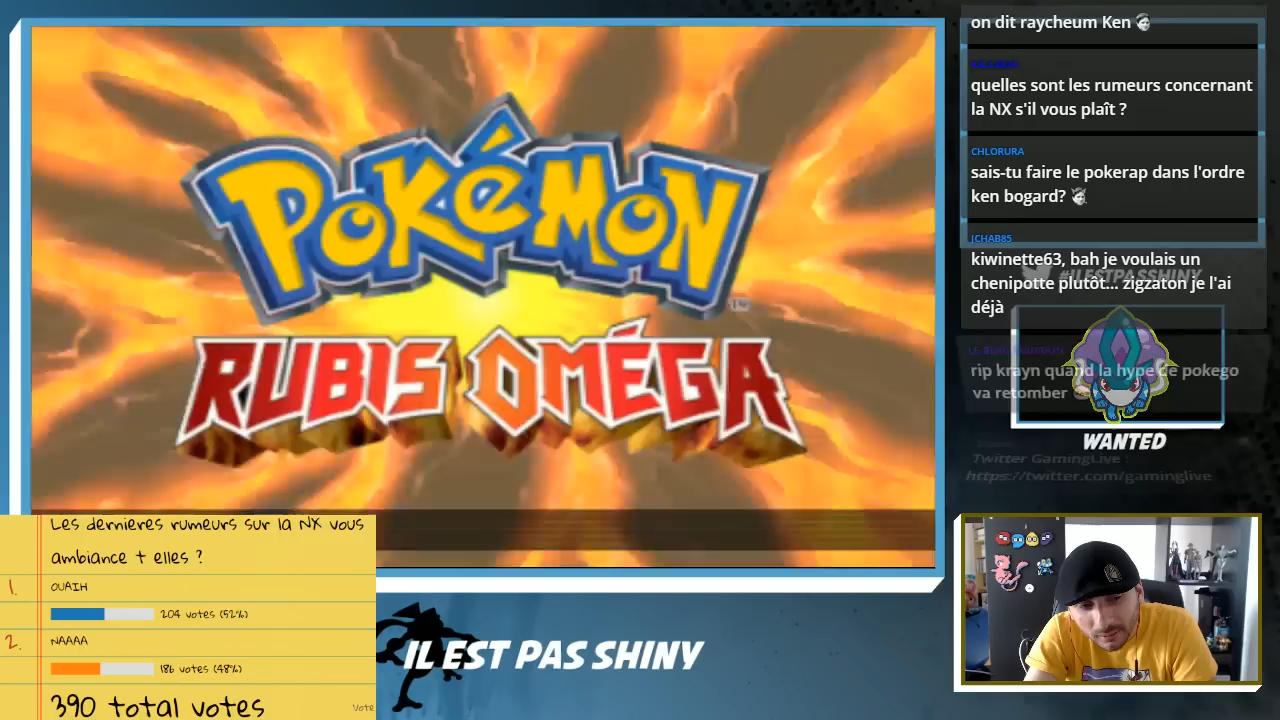 POKÉMON
TM
RUBIS OMÉGA
Les dernieres rumeurs sur la NX vous
ambiance t elles ?
1. OUAIH
204 votes (52%)
2. NAAAA
186 votes (48%)
390 total votes
Vote
IL EST PAS SHINY
on dit raycheum Ken
quelles sont les rumeurs concernant
la NX s'il vous plaît ?
CHLORURA
sais-tu faire le pokerap dans l'ordre
ken bogard?
JCHAB85
kiwinette63, bah je voulais un
chenipotte plutôt... zigzaton je l'ai
déjà
#ILESTPASSHINY
rip krayn quand la hype de pokego
va retomber
WANTED
Twitter GamingLive :
https://twitter.com/gaminglive